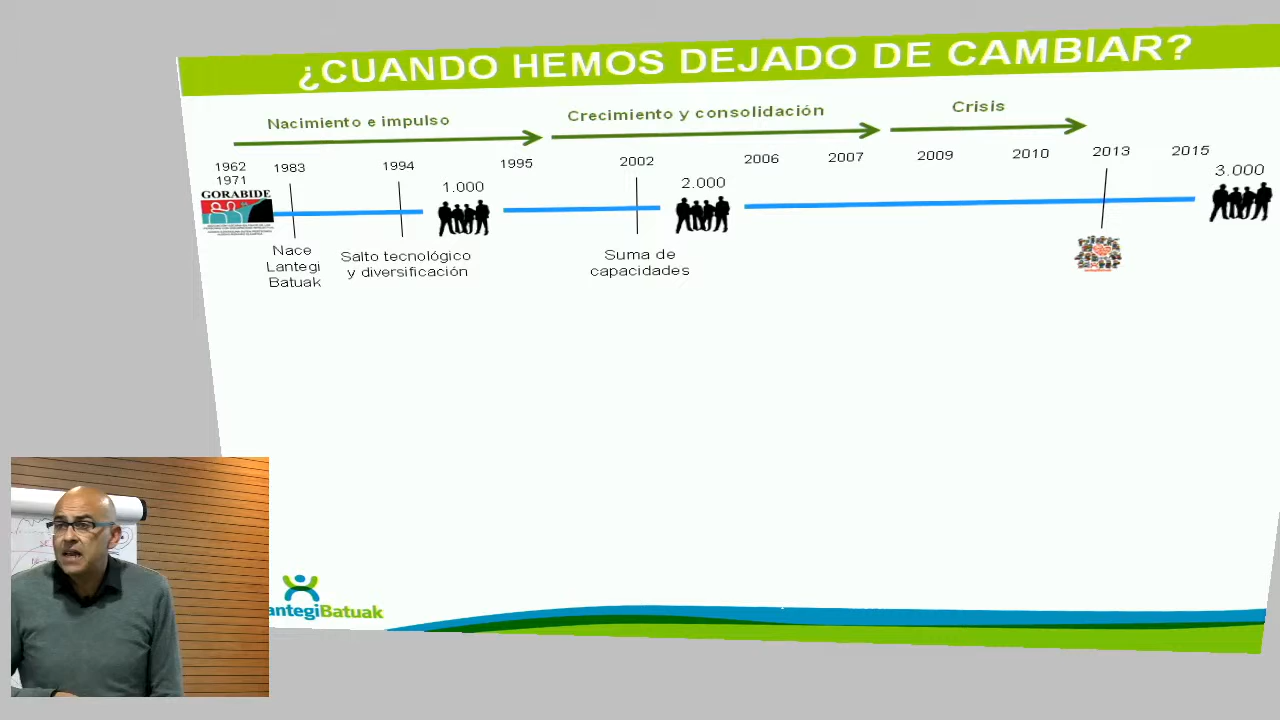 ¿CUANDO HEMOS DEJADO DE CAMBIAR?
Nacimiento e impulso
Crecimiento y consolidación
Crisis
1962
1971
1983
1994
1995
2002
2006
2007
2009
2010
2013
2015
GORABIDE
1.000
2.000
3.000
Nace
Lantegi
Batuak
Salto tecnológico
y diversificación
Suma de
capacidades
antegiBatuak